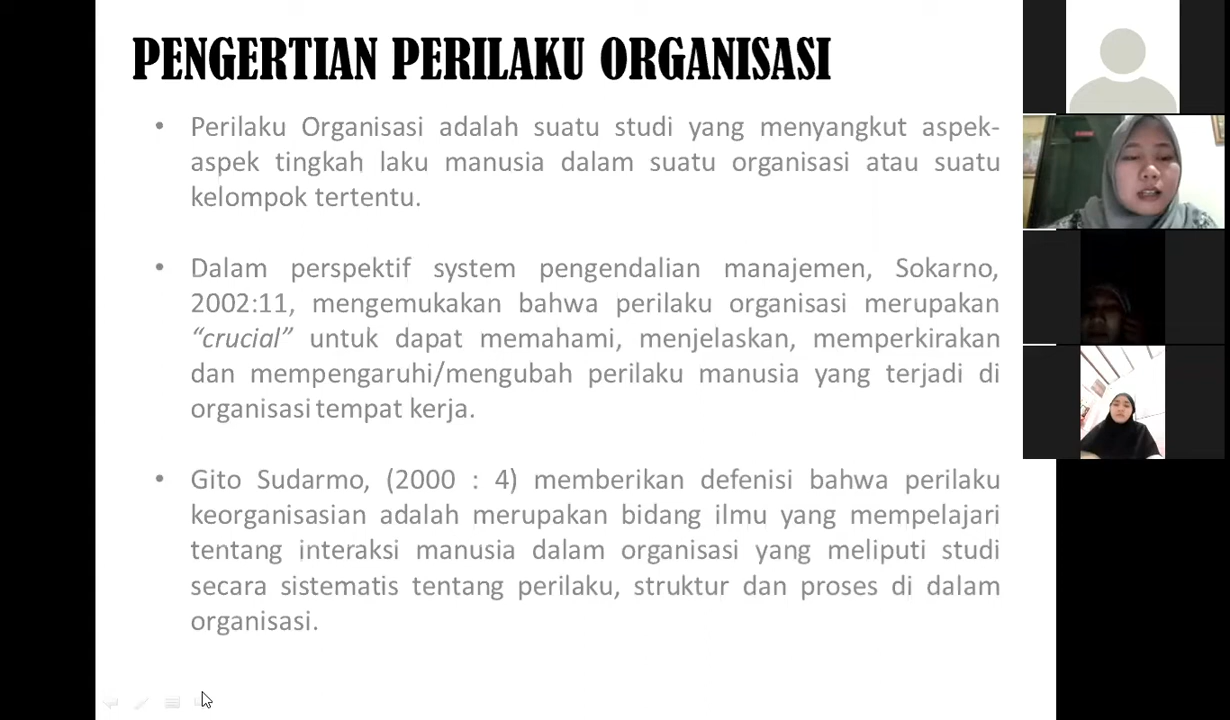 PENGERTIAN PERILAKU ORGANISASI
• Perilaku Organisasi adalah suatu studi yang menyangkut aspek-
aspek tingkah laku manusia dalam suatu organisasi atau suatu
kelompok tertentu.
• Dalam perspektif system pengendalian manajemen, Sokarno,
2002:11, mengemukakan bahwa perilaku organisasi merupakan
“crucial” untuk dapat memahami, menjelaskan, memperkirakan
dan mempengaruhi/mengubah perilaku manusia yang terjadi di
organisasi tempat kerja.
• Gito Sudarmo, (2000 : 4) memberikan defenisi bahwa perilaku
keorganisasian adalah merupakan bidang ilmu yang mempelajari
tentang interaksi manusia dalam organisasi yang meliputi studi
secara sistematis tentang perilaku, struktur dan proses di dalam
organisasi.